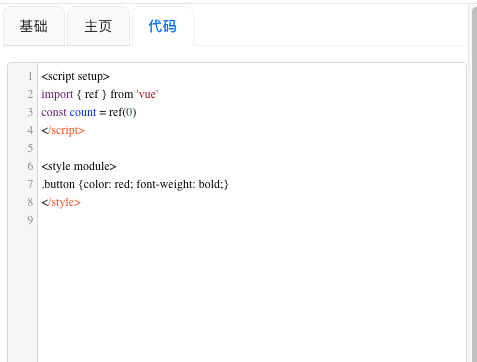 基础 主页 代码
1 <script setup>
2 import { ref } from 'vue'
3 const count = ref(0)
4 </script>
5
6 <style module>
7 .button {color: red; font-weight: bold;}
8 </style>
9